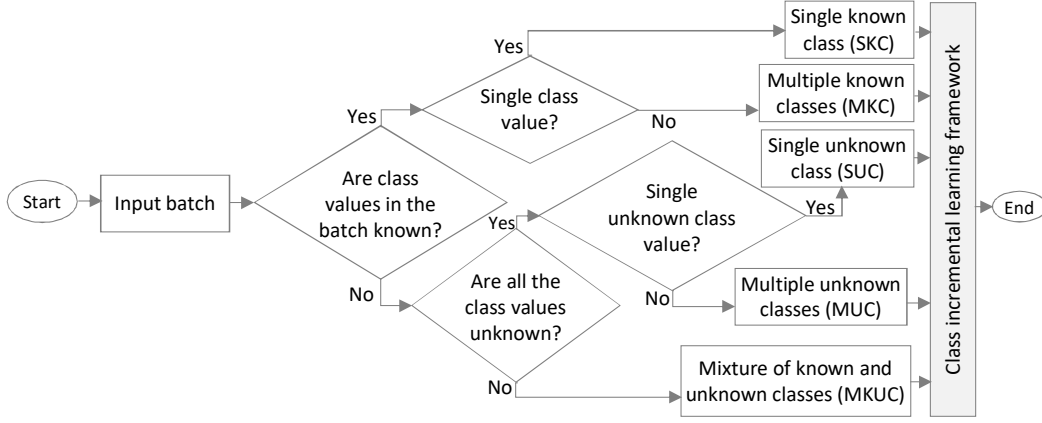 Start
Input batch
Are class
values in the
batch known?
Yes
No
Single class
value?
Yes
No
Are all the
class values
unknown?
Yes
No
Single
unknown class
value?
Yes
No
Single known
class (SKC)
Multiple known
classes (MKC)
Single unknown
class (SUC)
Multiple unknown
classes (MUC)
Mixture of known and
unknown classes (MKUC)
Class incremental learning framework
End